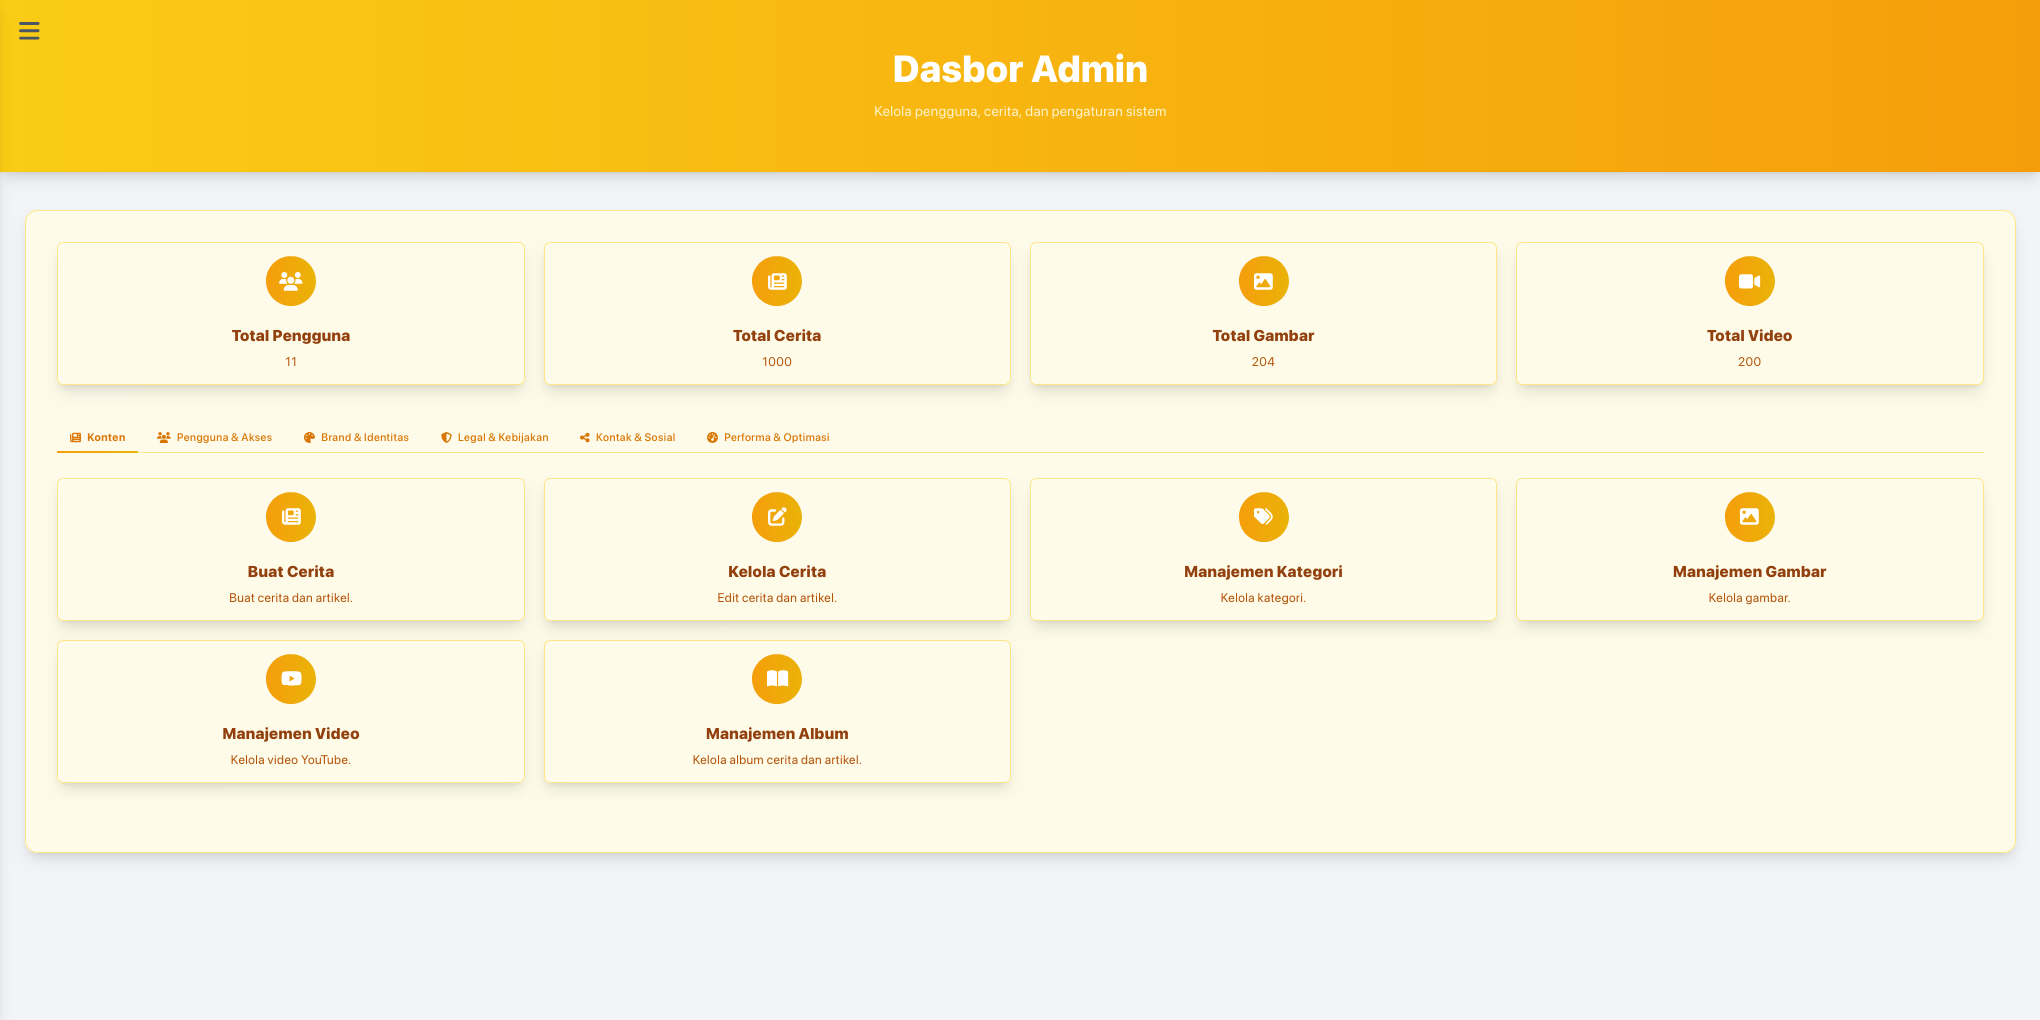 Dasbor Admin
Kelola pengguna, cerita, dan pengaturan sistem
Total Pengguna
11
Total Cerita
1000
Total Gambar
204
Total Video
200
Konten
Pengguna & Akses
Brand & Identitas
Legal & Kebijakan
Kontak & Sosial
Performa & Optimasi
Buat Cerita
Buat cerita dan artikel.
Kelola Cerita
Edit cerita dan artikel.
Manajemen Kategori
Kelola kategori.
Manajemen Gambar
Kelola gambar.
Manajemen Video
Kelola video YouTube.
Manajemen Album
Kelola album cerita dan artikel.